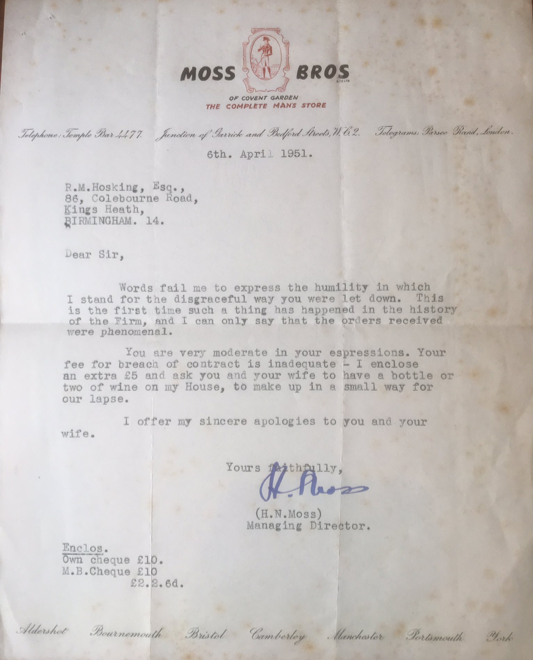 MOSS BROS
OF COVENT GARDEN
THE COMPLETE MAN'S STORE
Telephone: Temple Bar 4477. Junction of Garrick and Bedford Streets, W.C.2. Telegrams: Parsee Rand, London.
6th. April 1951.
R.M.Hosking, Esq.,
86, Colebourne Road,
Kings Heath,
BIRMINGHAM. 14.
Dear Sir,
Words fail me to express the humility in which
I stand for the disgraceful way you were let down. This
is the first time such a thing has happened in the history
of the Firm, and I can only say that the orders received
were phenomenal.
You are very moderate in your espressions. Your
fee for breach of contract is inadequate - I enclose
an extra £5 and ask you and your wife to have a bottle or
two of wine on my House, to make up in a small way for
our lapse.
I offer my sincere apologies to you and your
wife.
Yours faithfully,
H. Moss
(H.N.Moss)
Managing Director.
Enclos.
Own cheque £10.
M.B.Cheque £10
£2.2.6d.
Aldershot Bournemouth Bristol Camberley Manchester Portsmouth York